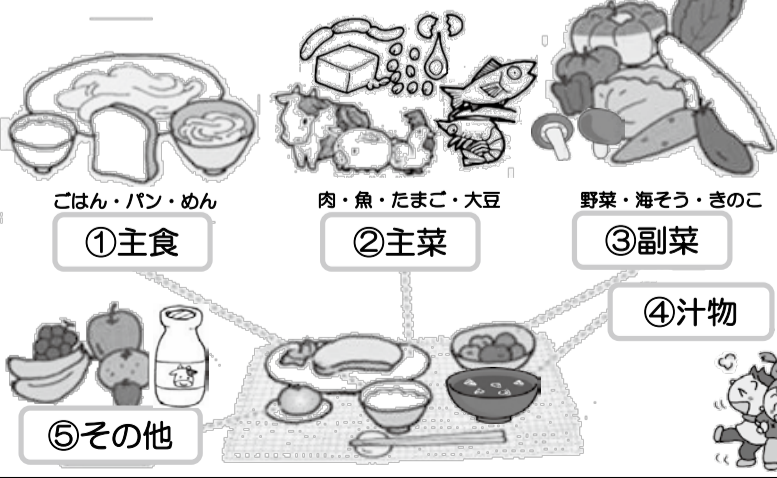 ごはん・パン・めん
肉・魚・たまご・大豆
野菜・海そう・きのこ
①主食
②主菜
③副菜
④汁物
⑤その他